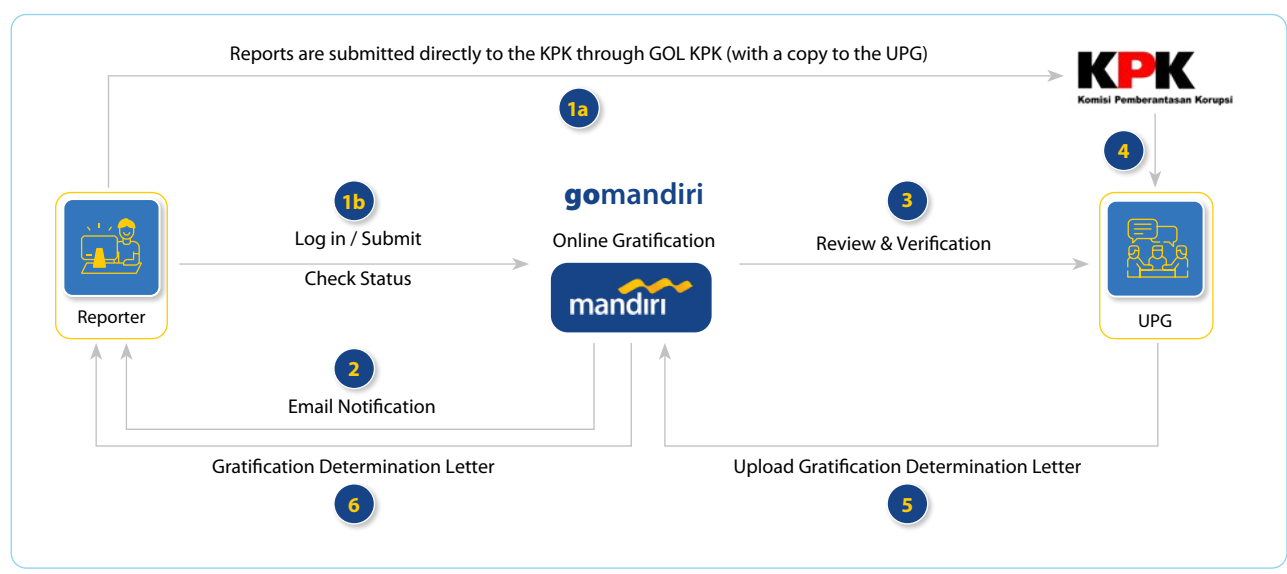 Reports are submitted directly to the KPK through GOL KPK (with a copy to the UPG)
KPK
Komisi Pemberantasan Korupsi
1a
4
1b
gomandiri
3
Log in / Submit
Online Gratification
Review & Verification
Check Status
mandiri
Reporter
UPG
2
Email Notification
Gratification Determination Letter
Upload Gratification Determination Letter
6
5